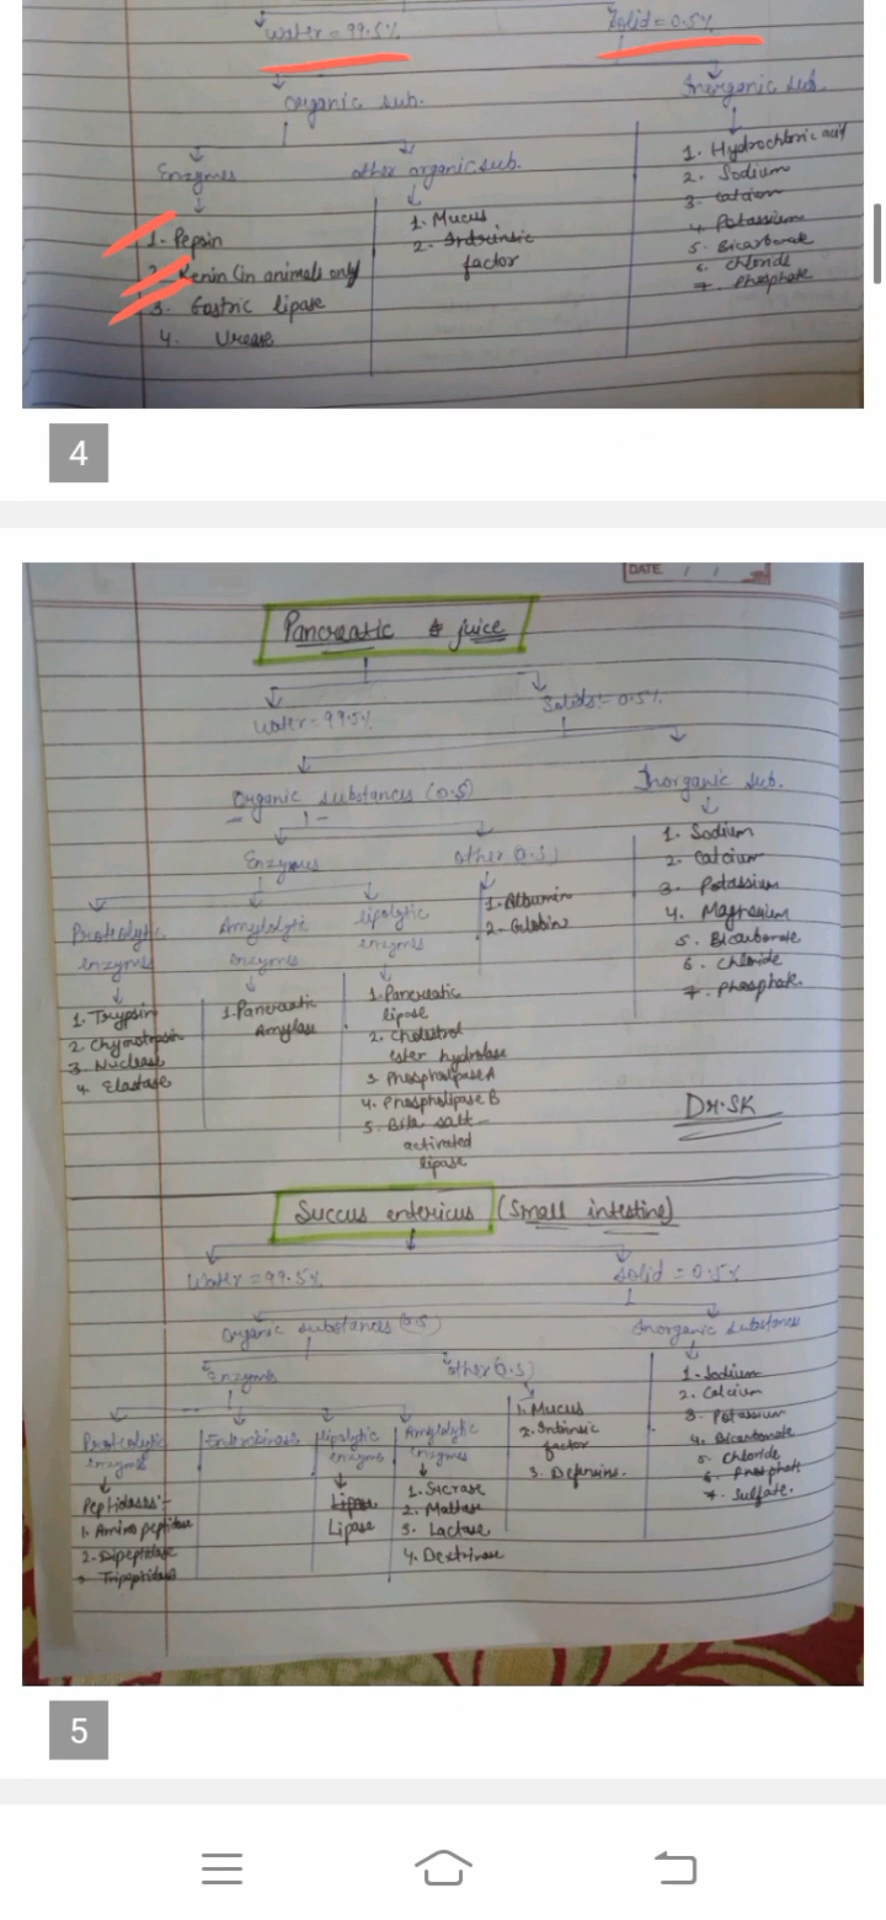 Water = 99.5%
Solid = 0.5%
Organic sub.
Inorganic sub.
Enzymes
other organic sub.
1. Pepsin
2. Renin (in animals only
3. Gastric lipase
4. Urease
1. Mucus
2. Intrinsic
factor
1. Hydrochloric acid
2. Sodium
3. Calcium
4. Potassium
5. Bicarbonate
6. Chloride
7. Phosphate
4
DATE / /
Pancreatic juice
Water = 99.5%
Solids:- 0.5%
Organic substances (0.S)
Inorganic sub.
Enzymes
other (0.S)
Proteolytic
enzymes
Amylolytic
enzymes
lipolytic
enzymes
1. Albumin
2. Globin
1. Sodium
2. Calcium
3. Potassium
4. Magnesium
5. Bicarbonate
6. Chloride
7. Phosphate.
1. Trypsin
2. Chymotrypsin
3. Nuclease
4. Elastase
1. Pancreatic
Amylase
1. Pancreatic
lipase
2. Cholestrol
ester hydrolase
3. Phospholipase A
4. Phospholipase B
5. Bile salt
activated
lipase
Dr. SK
Succus entericus (Small intestine)
Water = 99.5%
Solid = 0.5%
Organic substances (0.S)
Inorganic substances
Enzymes
other (0.S)
Proteolytic
enzymes
lipolytic
enzymes
Amylolytic
enzymes
1. Mucus
2. Intrinsic
factor
3. Defensins.
1. Sodium
2. Calcium
3. Potassium
4. Bicarbonate
5. Chloride
6. Phosphate
7. Sulfate.
Peptidases:-
1. Amino peptidase
2. Dipeptidase
3 Tripeptidase
Lipase
Lipase
1. Sucrase
2. Maltase
3. Lactase
4. Dextrinase
5